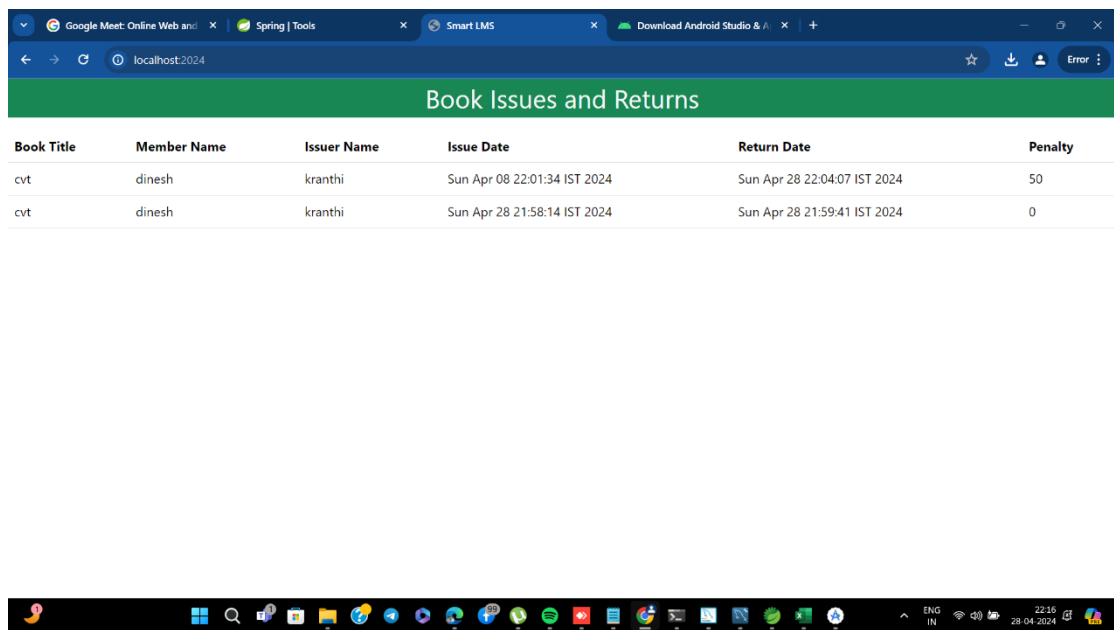 Google Meet: Online Web and Spring | Tools Smart LMS Download Android Studio & A
localhost:2024 Error
Book Issues and Returns
Book Title Member Name Issuer Name Issue Date Return Date Penalty
cvt dinesh kranthi Sun Apr 08 22:01:34 IST 2024 Sun Apr 28 22:04:07 IST 2024 50
cvt dinesh kranthi Sun Apr 28 21:58:14 IST 2024 Sun Apr 28 21:59:41 IST 2024 0
1 1 99 ENG 22:16
IN 28-04-2024